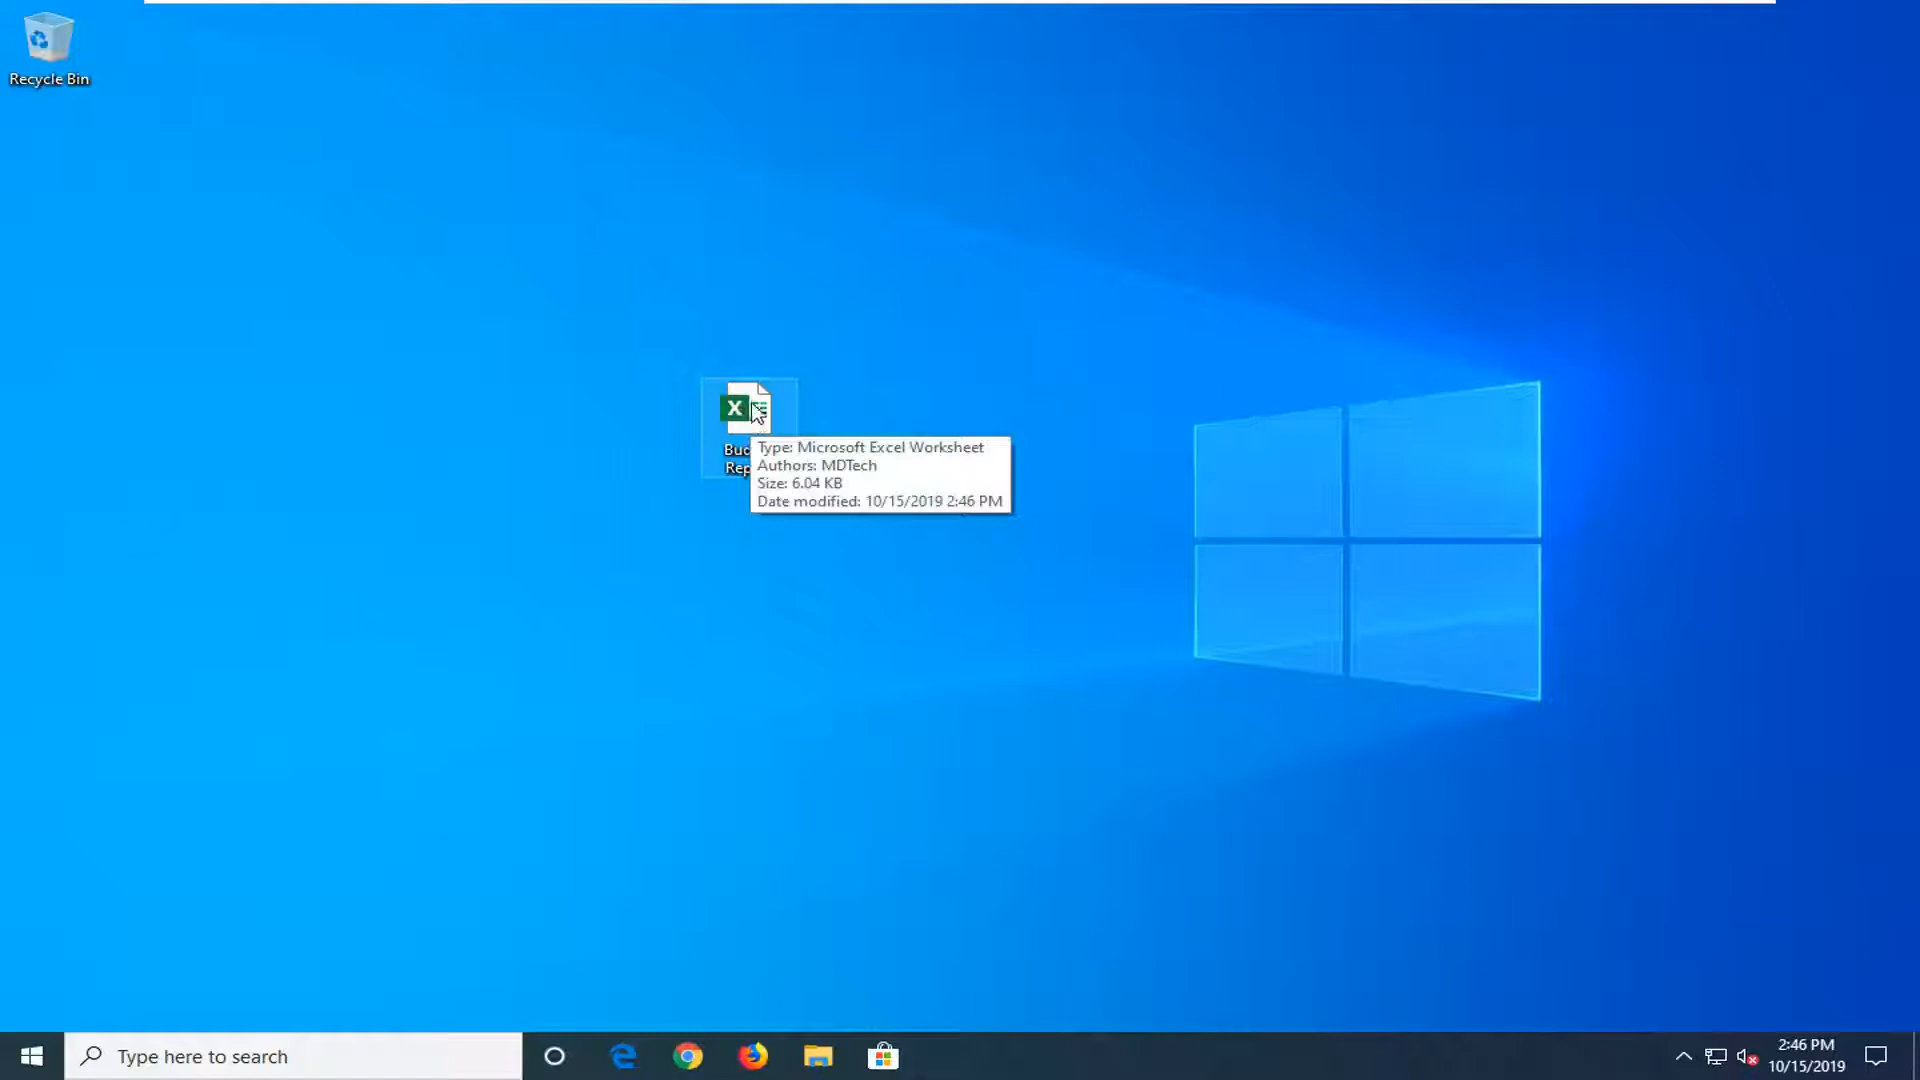 Recycle Bin
X
Type: Microsoft Excel Worksheet
Authors: MDTech
Size: 6.04 KB
Date modified: 10/15/2019 2:46 PM
Type here to search
2:46 PM
10/15/2019